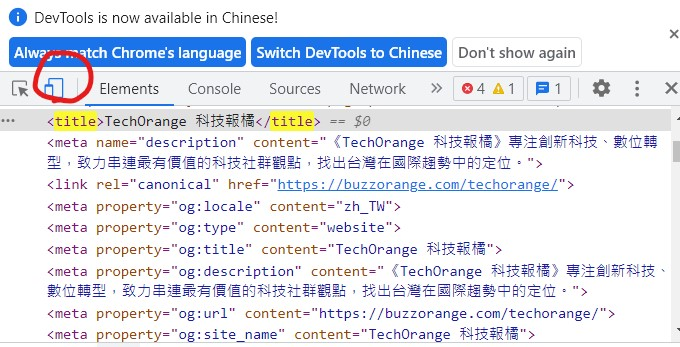 DevTools is now available in Chinese!
Always match Chrome's language Switch DevTools to Chinese Don't show again
Elements Console Sources Network » 4 1 1
<title>TechOrange 科技報橘</title> == $0
<meta name="description" content="《TechOrange 科技報橘》專注創新科技、數位轉
型，致力串連最有價值的科技社群觀點，找出台灣在國際趨勢中的定位。">
<link rel="canonical" href="https://buzzorange.com/techorange/">
<meta property="og:locale" content="zh_TW">
<meta property="og:type" content="website">
<meta property="og:title" content="TechOrange 科技報橘">
<meta property="og:description" content="《TechOrange 科技報橘》專注創新科技、
數位轉型，致力串連最有價值的科技社群觀點，找出台灣在國際趨勢中的定位。">
<meta property="og:url" content="https://buzzorange.com/techorange/">
<meta property="og:site_name" content="TechOrange 科技報橘">